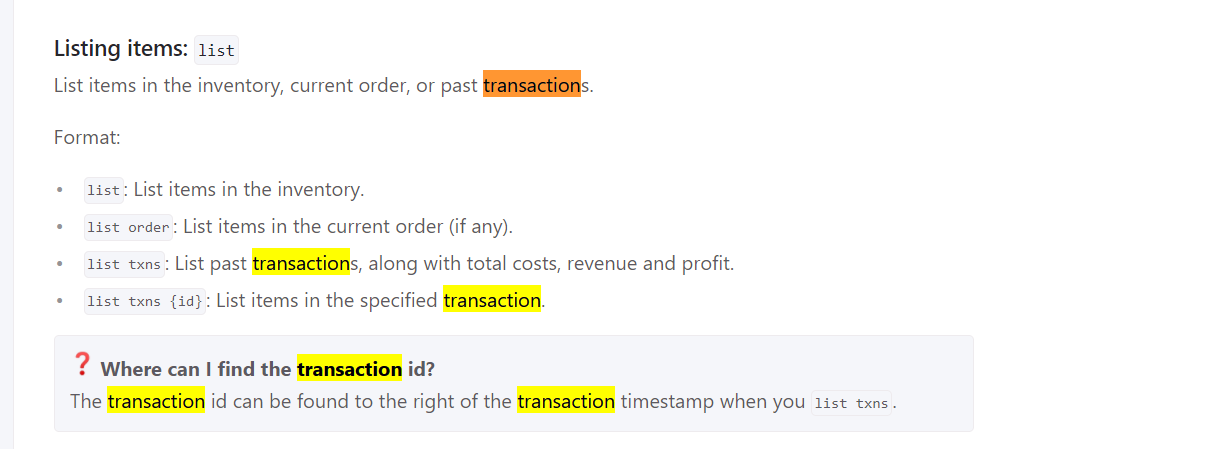 Listing items: list
List items in the inventory, current order, or past transactions.
Format:
• list: List items in the inventory.
• list order: List items in the current order (if any).
• list txns: List past transactions, along with total costs, revenue and profit.
• list txns {id}: List items in the specified transaction.
❓ Where can I find the transaction id?
The transaction id can be found to the right of the transaction timestamp when you list txns.